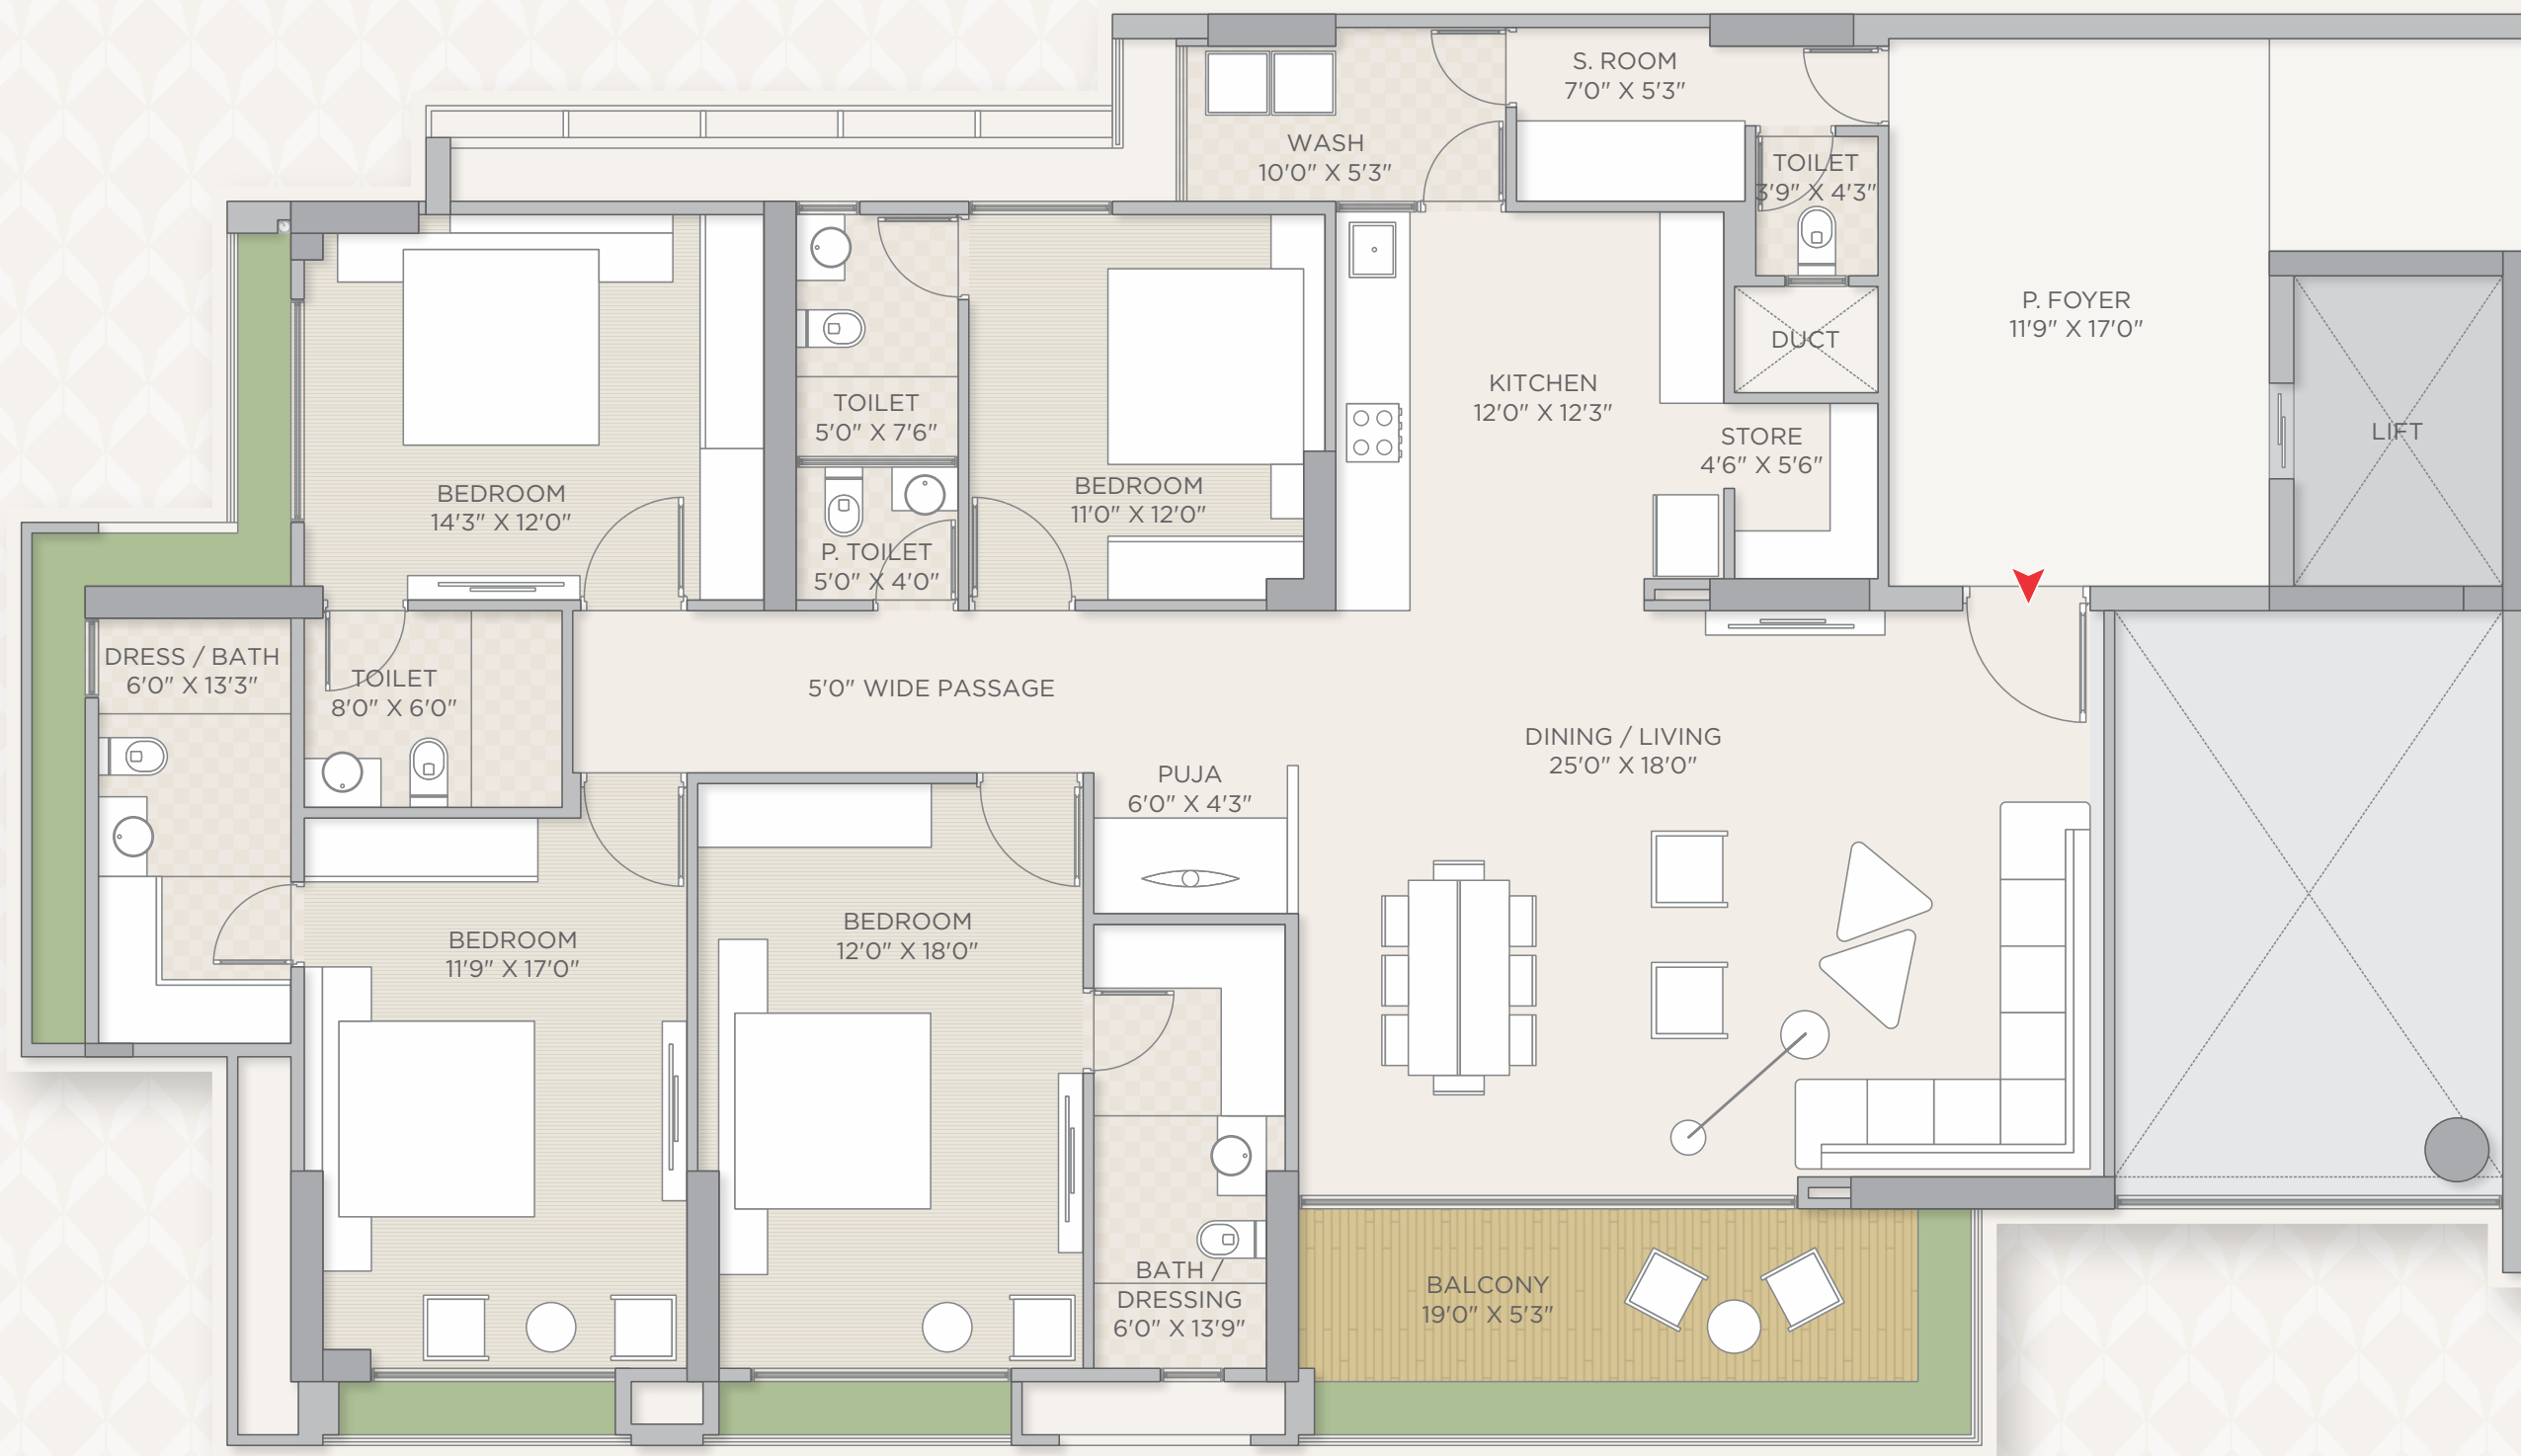 S. ROOM
7'0" X 5'3"
WASH
10'0" X 5'3"
TOILET
3'9" X 4'3"
P. FOYER
11'9" X 17'0"
DUCT
KITCHEN
12'0" X 12'3"
TOILET
5'0" X 7'6"
STORE
4'6" X 5'6"
LIFT
BEDROOM
14'3" X 12'0"
BEDROOM
11'0" X 12'0"
P. TOILET
5'0" X 4'0"
DRESS / BATH
6'0" X 13'3"
TOILET
8'0" X 6'0"
5'0" WIDE PASSAGE
DINING / LIVING
25'0" X 18'0"
PUJA
6'0" X 4'3"
BEDROOM
11'9" X 17'0"
BEDROOM
12'0" X 18'0"
BATH /
DRESSING
6'0" X 13'9"
BALCONY
19'0" X 5'3"